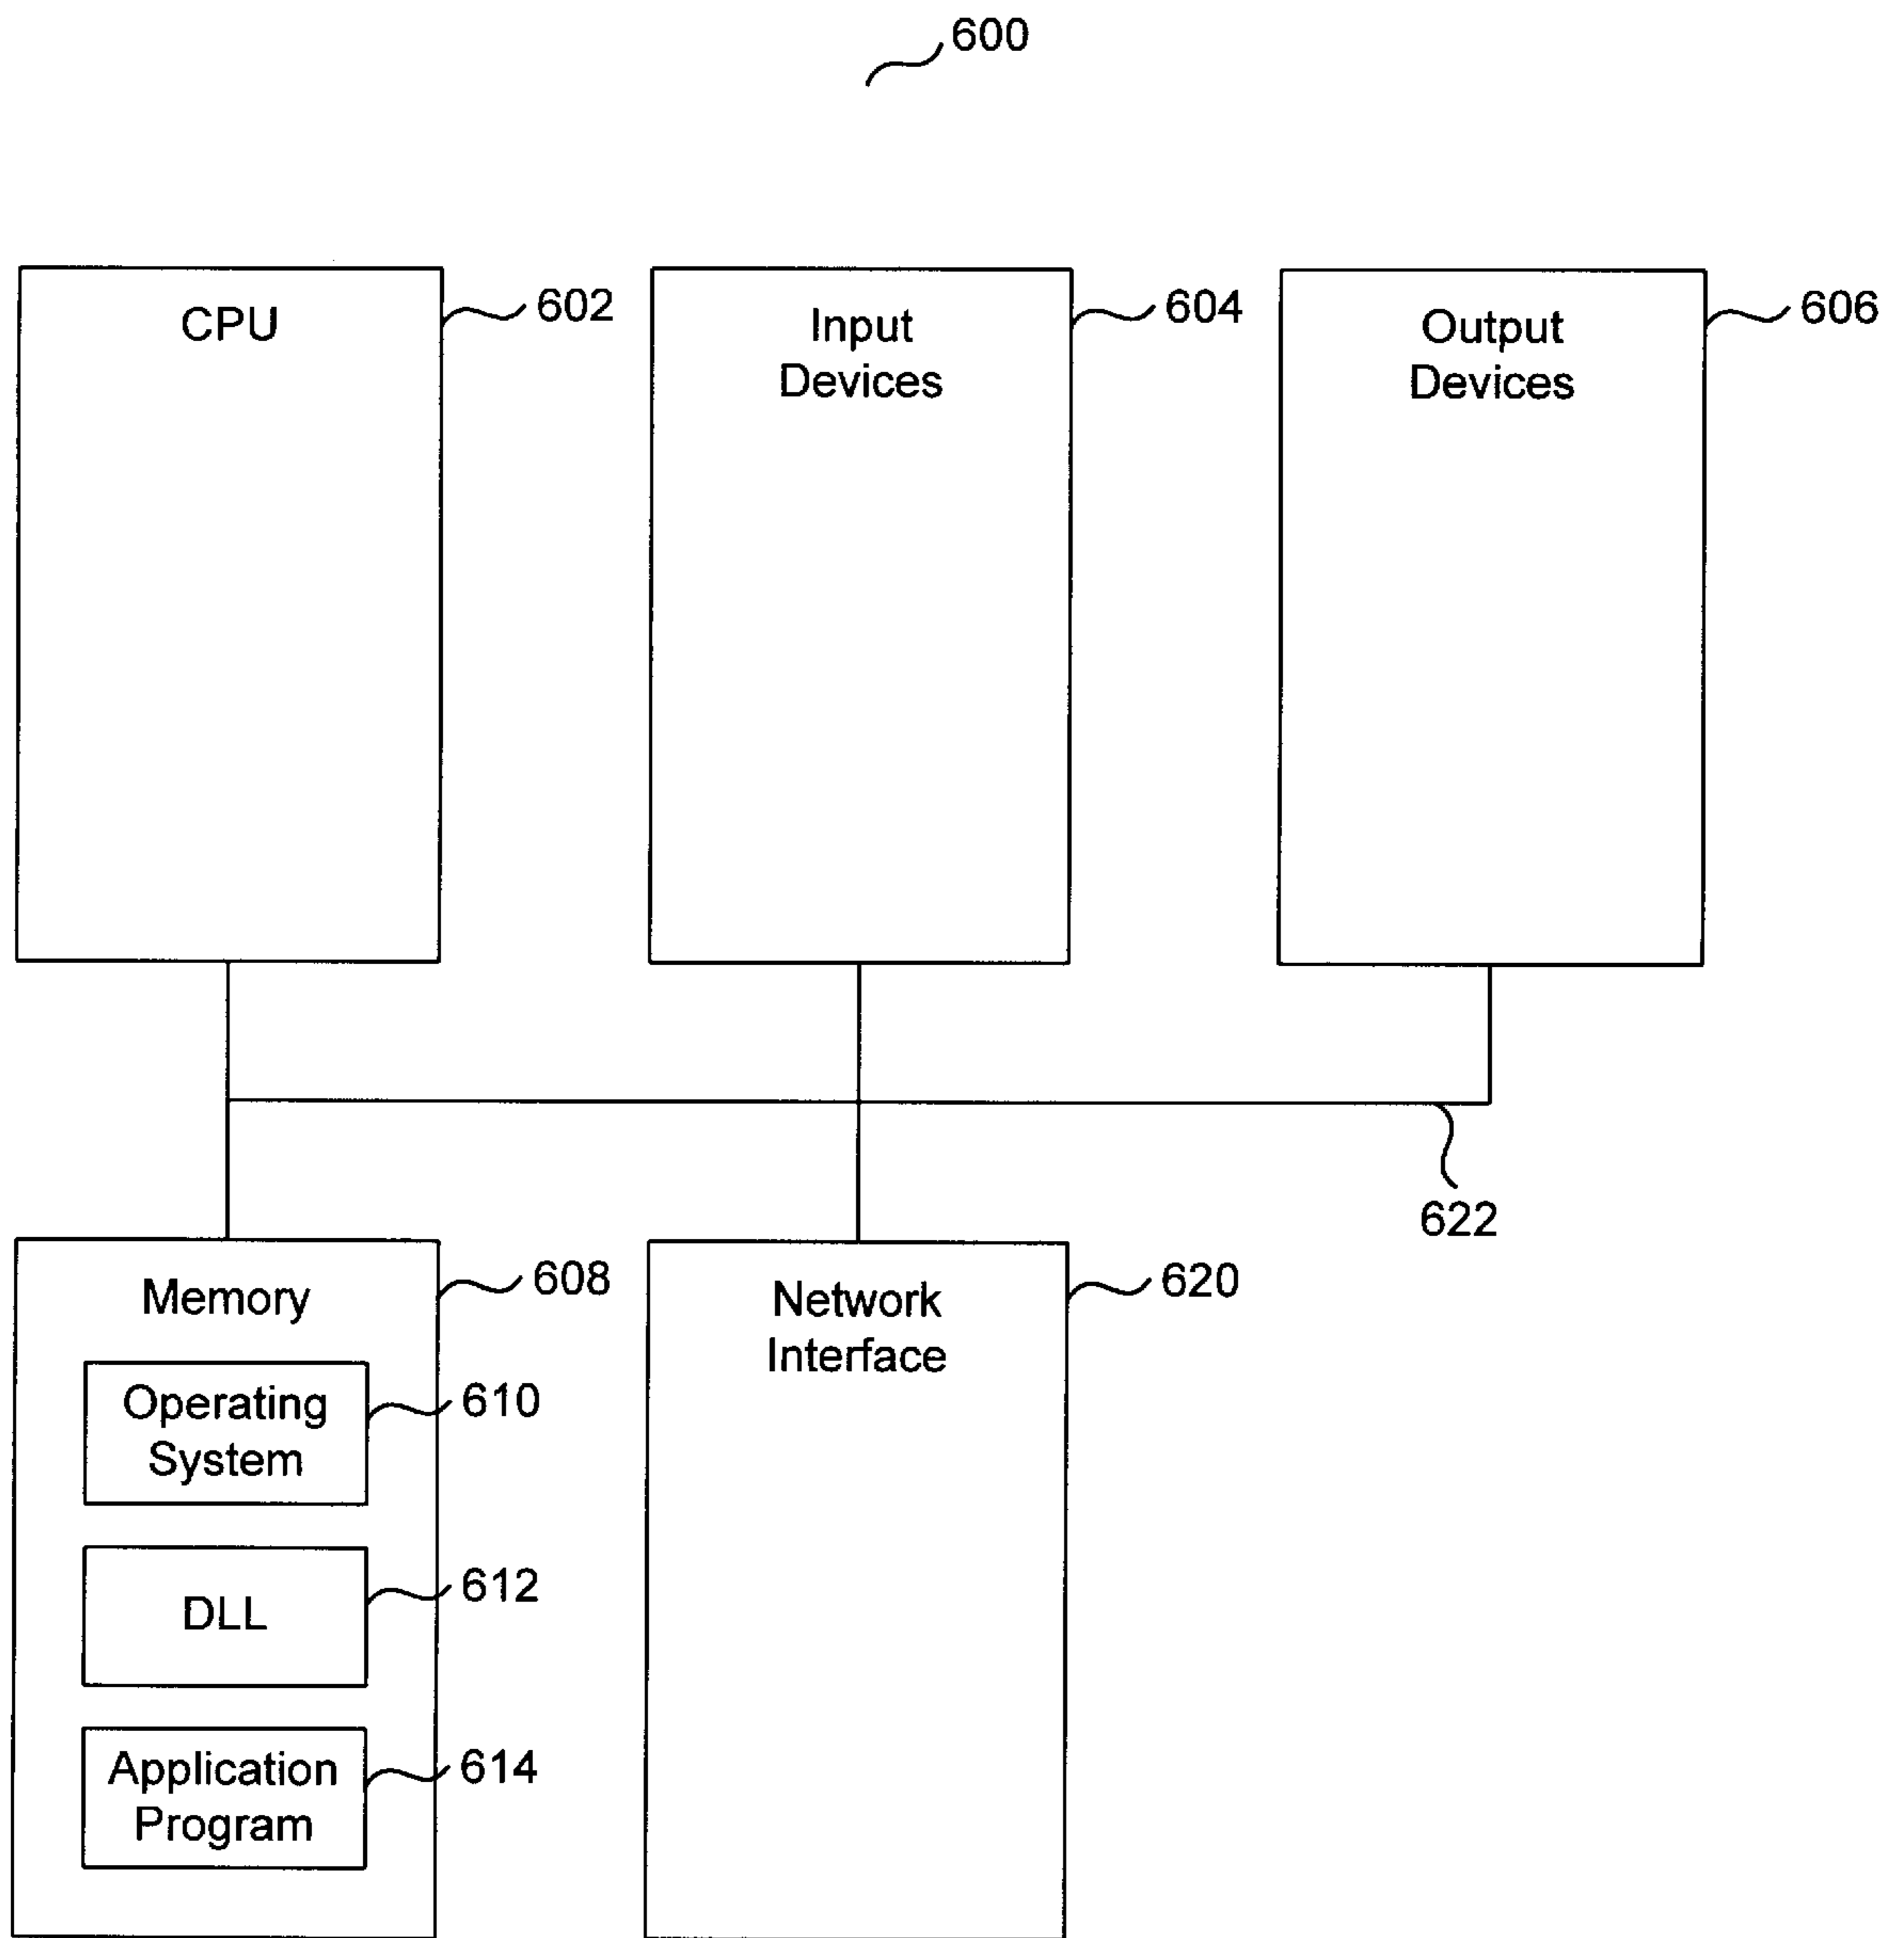 600
CPU
602
Input
Devices
604
Output
Devices
606
622
Memory
608
Operating
System
610
DLL
612
Application
Program
614
Network
Interface
620